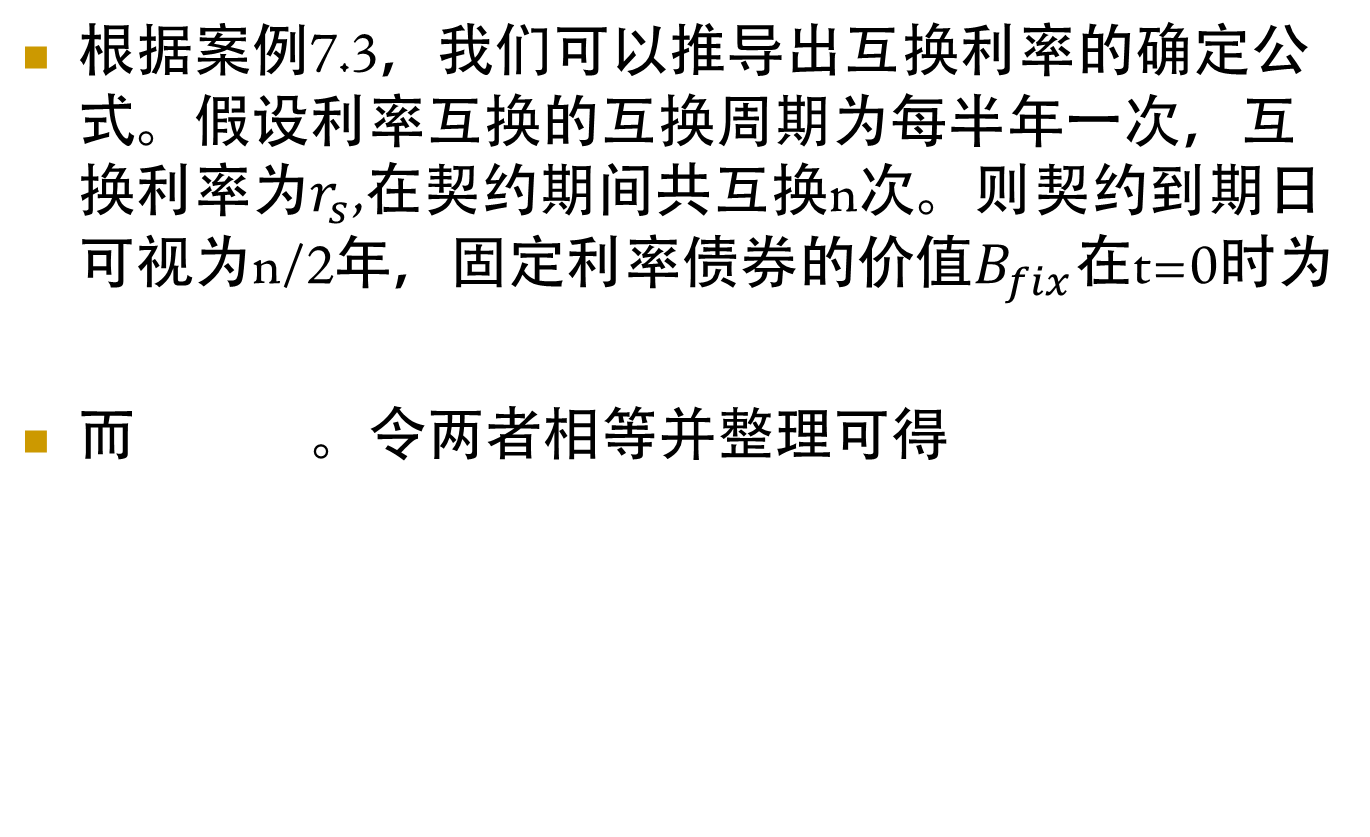 根据案例7.3，我们可以推导出互换利率的确定公
式。假设利率互换的互换周期为每半年一次，互
换利率为rₛ,在契约期间共互换n次。则契约到期日
可视为n/2年，固定利率债券的价值B_fix在t=0时为
而 。令两者相等并整理可得